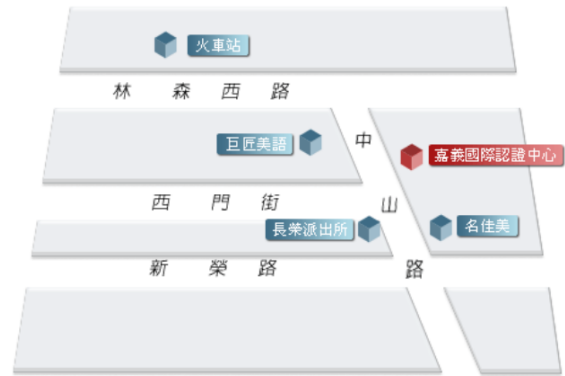 火車站
林森西路
巨匠美語
中山路
嘉義國際認證中心
西門街
長榮派出所
名佳美
新榮路